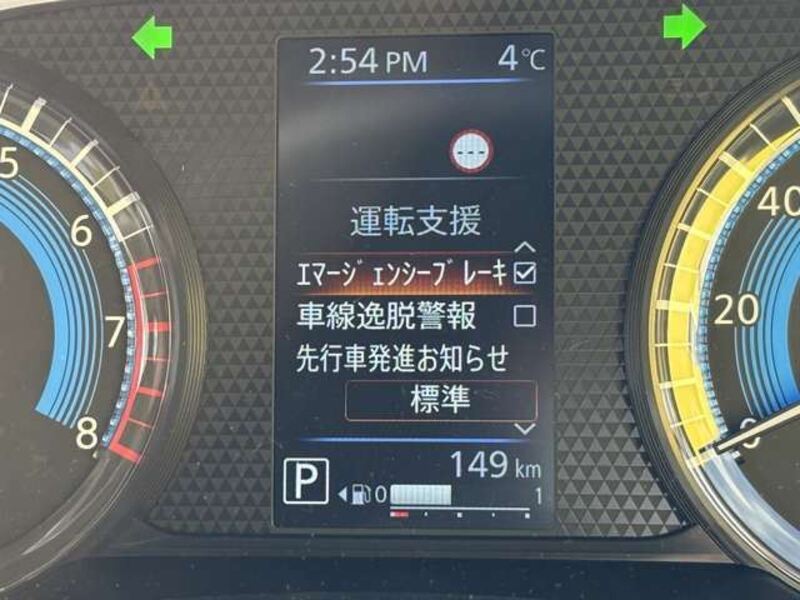 2:54 PM 4℃
---
運転支援
ｴﾏｰｼﾞｪﾝｼｰﾌﾞﾚｰｷ
車線逸脱警報
先行車発進お知らせ
標準
149 km
P 0 1
5
6
7
8
40
20
0